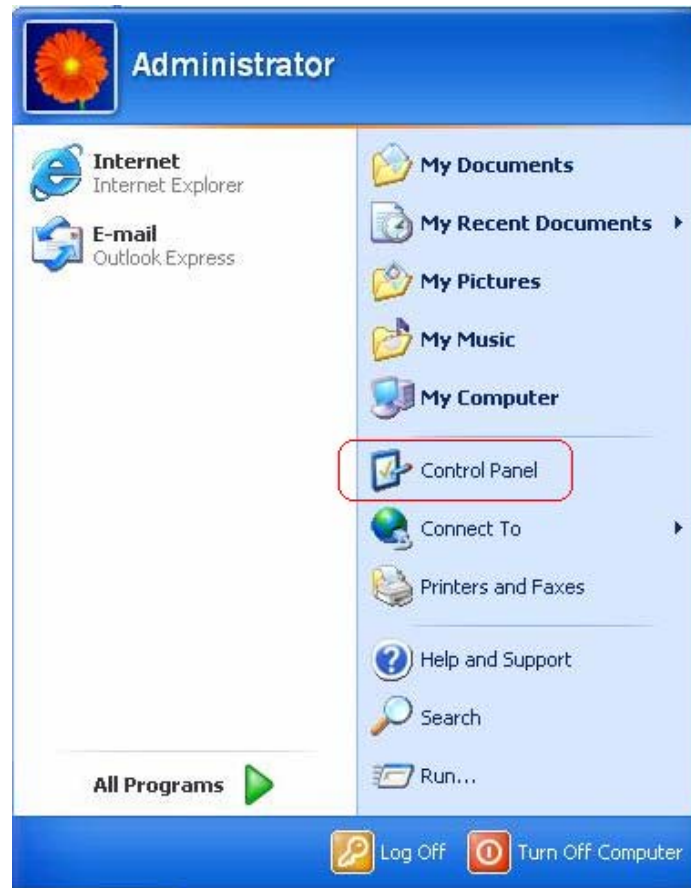 Administrator
Internet
Internet Explorer
E-mail
Outlook Express
All Programs
My Documents
My Recent Documents
My Pictures
My Music
My Computer
Control Panel
Connect To
Printers and Faxes
Help and Support
Search
Run...
Log Off
Turn Off Computer